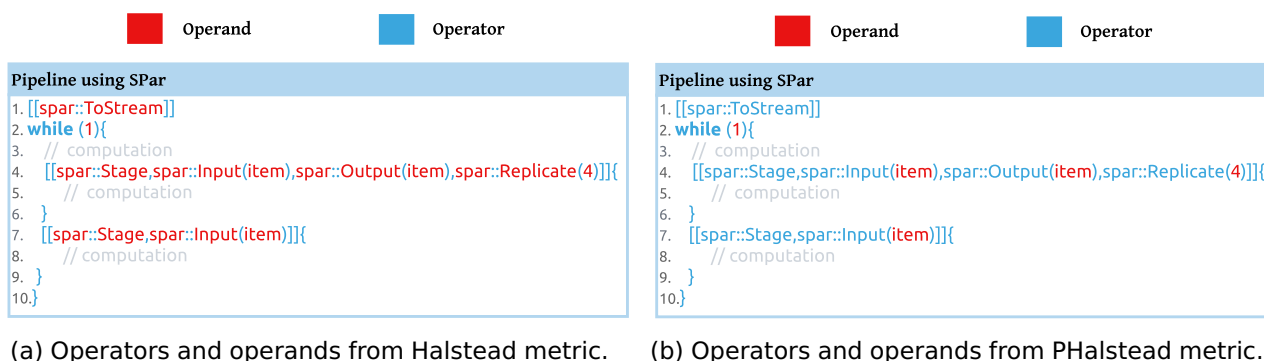 Operand Operator
Pipeline using SPar
1. [[spar::ToStream]]
2. while (1){
3. // computation
4. [[spar::Stage,spar::Input(item),spar::Output(item),spar::Replicate(4)]]{
5. // computation
6. }
7. [[spar::Stage,spar::Input(item)]]{
8. // computation
9. }
10.}
(a) Operators and operands from Halstead metric.
Operand Operator
Pipeline using SPar
1. [[spar::ToStream]]
2. while (1){
3. // computation
4. [[spar::Stage,spar::Input(item),spar::Output(item),spar::Replicate(4)]]{
5. // computation
6. }
7. [[spar::Stage,spar::Input(item)]]{
8. // computation
9. }
10.}
(b) Operators and operands from PHalstead metric.